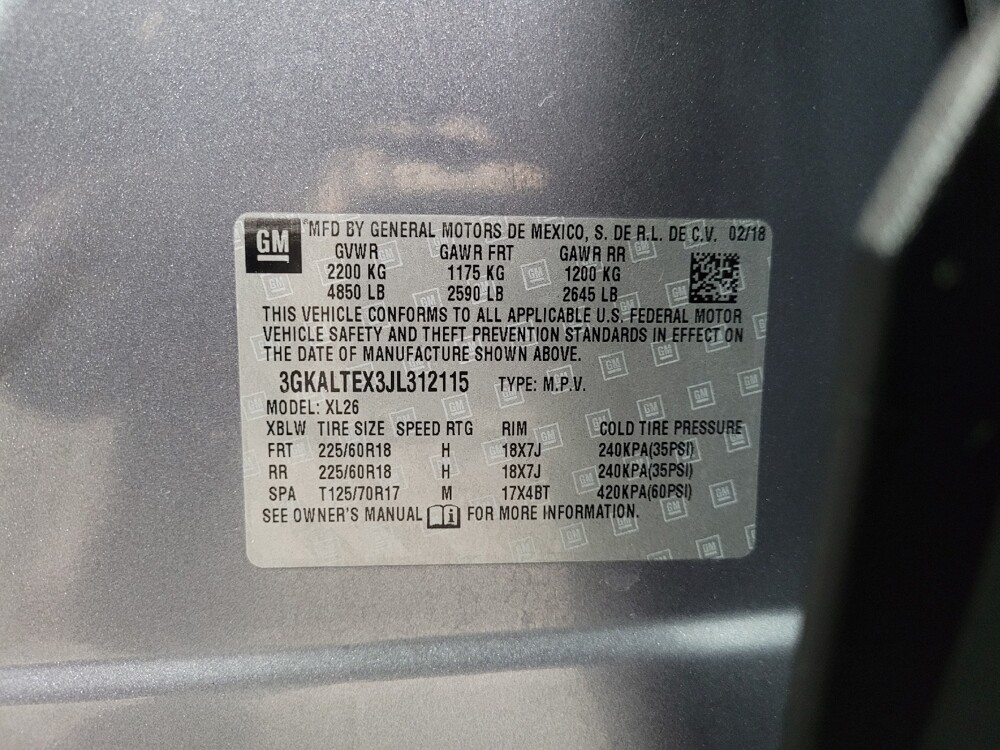 GM *MFD BY GENERAL MOTORS DE MEXICO, S. DE R.L. DE C.V. 02/18
GVWR GAWR FRT GAWR RR
2200 KG 1175 KG 1200 KG
4850 LB 2590 LB 2645 LB
THIS VEHICLE CONFORMS TO ALL APPLICABLE U.S. FEDERAL MOTOR
VEHICLE SAFETY AND THEFT PREVENTION STANDARDS IN EFFECT ON
THE DATE OF MANUFACTURE SHOWN ABOVE.
3GKALTEX3JL312115 TYPE: M.P.V.
MODEL: XL26
XBLW TIRE SIZE SPEED RTG RIM COLD TIRE PRESSURE
FRT 225/60R18 H 18X7J 240KPA(35PSI)
RR 225/60R18 H 18X7J 240KPA(35PSI)
SPA T125/70R17 M 17X4BT 420KPA(60PSI)
SEE OWNER'S MANUAL FOR MORE INFORMATION.